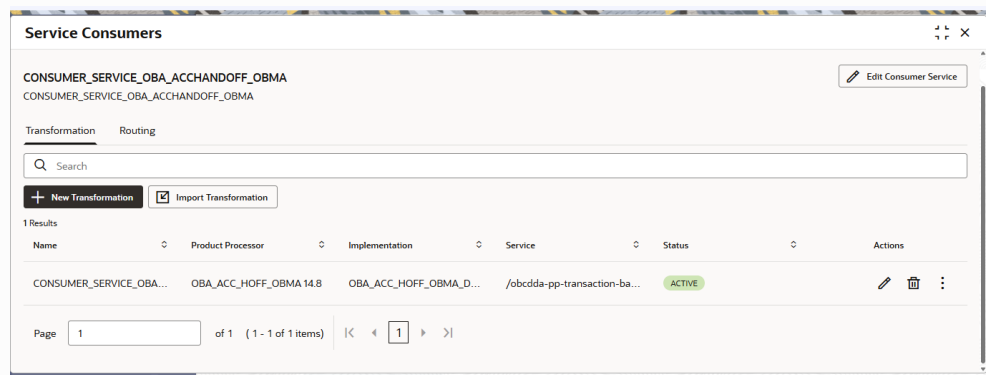 Service Consumers
CONSUMER_SERVICE_OBA_ACCHANDOFF_OBMA
Edit Consumer Service
CONSUMER_SERVICE_OBA_ACCHANDOFF_OBMA
Transformation Routing
Search
New Transformation Import Transformation
1 Results
Name Product Processor Implementation Service Status Actions
CONSUMER_SERVICE_OBA... OBA_ACC_HOFF_OBMA 14.8 OBA_ACC_HOFF_OBMA_D... /obcdda-pp-transaction-ba... ACTIVE
Page 1 of 1 (1 - 1 of 1 items) 1